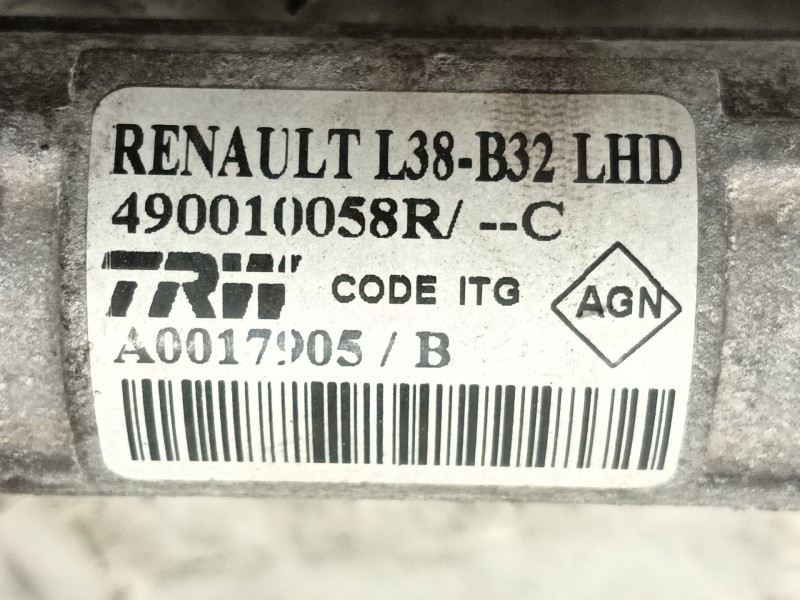 RENAULT L38-B32 LHD
490010058R/ --C
TRW CODE ITG AGN
A0017905 / B